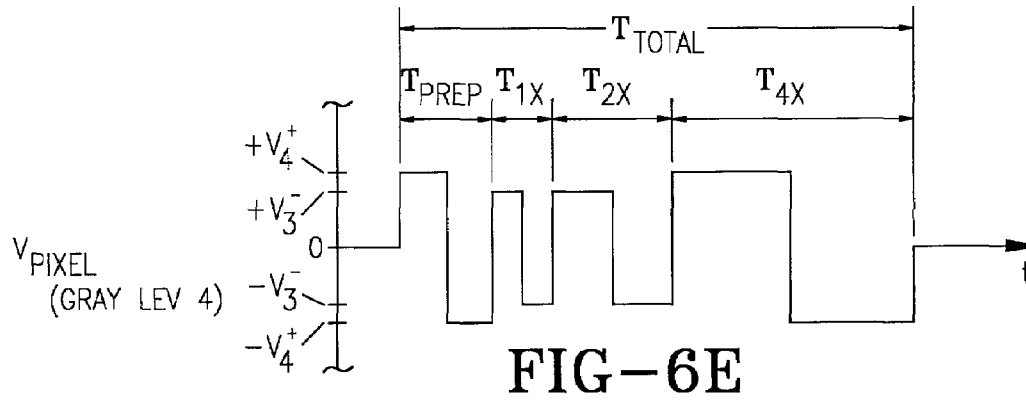 T_TOTAL
T_PREP T_1X T_2X T_4X
+V_4^+
+V_3^-
0
V_PIXEL
(GRAY LEV 4)
-V_3^-
-V_4^+
t
FIG-6E